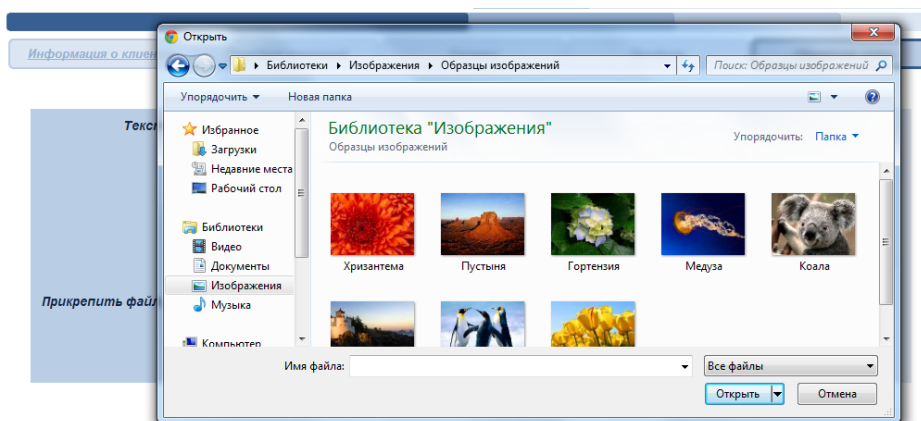 Открыть
Информация о клиен
Библиотеки ▸ Изображения ▸ Образцы изображений
Поиск: Образцы изображений
Упорядочить Новая папка
Текст
Избранное
Загрузки
Недавние места
Рабочий стол
Библиотеки
Видео
Документы
Изображения
Музыка
Компьютер
Библиотека "Изображения"
Образцы изображений
Упорядочить: Папка
Хризантема Пустыня Гортензия Медуза Коала
Прикрепить файл
Имя файла: Все файлы
Открыть Отмена